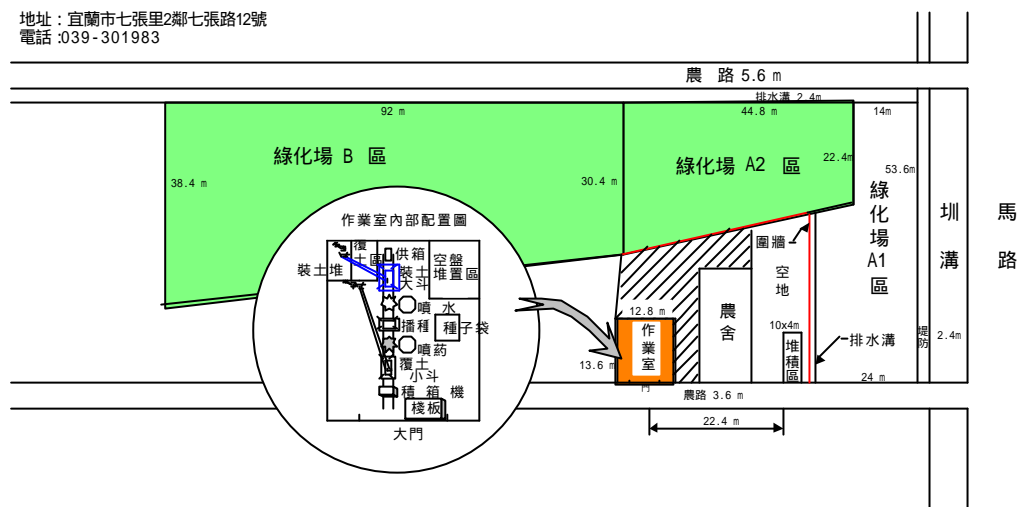 地址：宜蘭市七張里2鄰七張路12號
電話：039-301983
農 路 5.6 m
排水溝 2.4m
92 m
44.8 m
14m
綠化場 B 區
綠化場 A2 區
22.4m
53.6m
38.4 m
30.4 m
綠化場A1區
圳溝
馬路
作業室內部配置圖
覆土區
供箱
空盤堆置區
裝土堆
裝土大斗
噴 水
播種
種子袋
噴葯
覆土小斗
積 箱 機
棧板
大門
圍牆
空地
農舍
12.8 m
作業室
13.6 m
門
10x4m
堆積區
排水溝
堤防
2.4m
24 m
農路 3.6 m
22.4 m